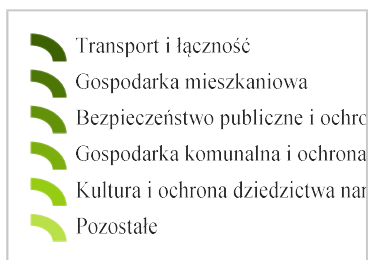 Transport i łączność
Gospodarka mieszkaniowa
Bezpieczeństwo publiczne i ochro
Gospodarka komunalna i ochrona
Kultura i ochrona dziedzictwa nar
Pozostałe